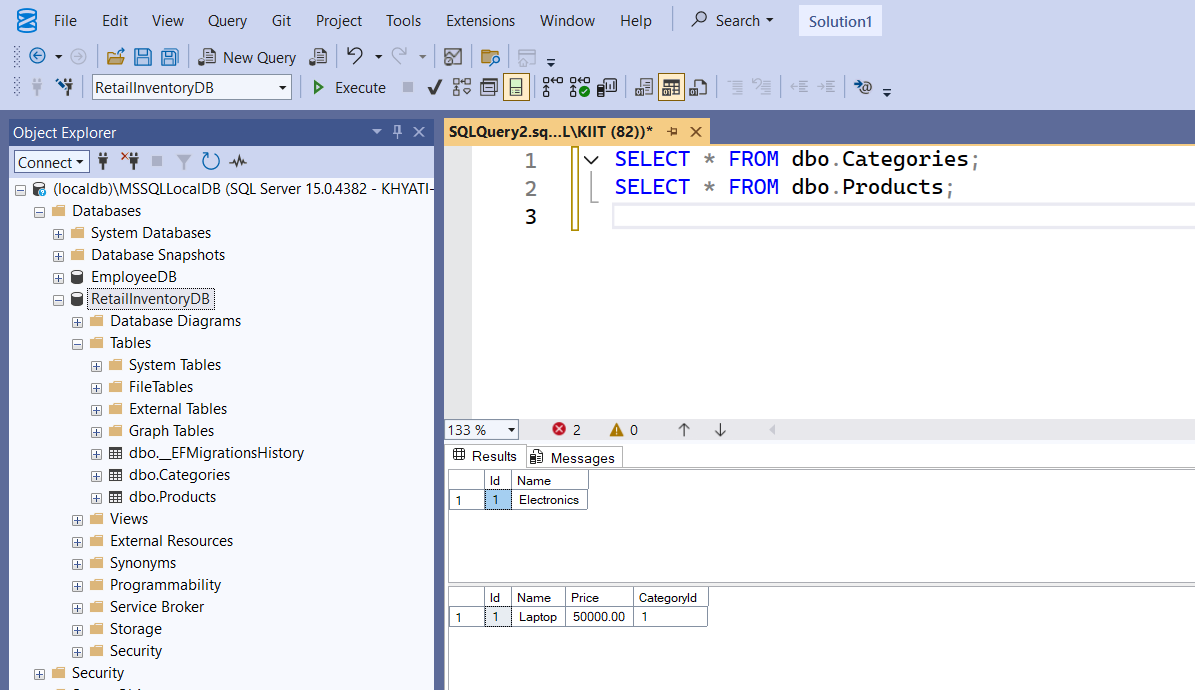 File Edit View Query Git Project Tools Extensions Window Help Search Solution1
New Query
RetailInventoryDB Execute
Object Explorer
Connect
(localdb)\MSSQLLocalDB (SQL Server 15.0.4382 - KHYATI-
Databases
System Databases
Database Snapshots
EmployeeDB
RetailInventoryDB
Database Diagrams
Tables
System Tables
FileTables
External Tables
Graph Tables
dbo.__EFMigrationsHistory
dbo.Categories
dbo.Products
Views
External Resources
Synonyms
Programmability
Service Broker
Storage
Security
Security
SQLQuery2.sq...L\KIIT (82))*
1 SELECT * FROM dbo.Categories;
2 SELECT * FROM dbo.Products;
3
133 % 2 0
Results Messages
Id Name
1 1 Electronics
Id Name Price CategoryId
1 1 Laptop 50000.00 1